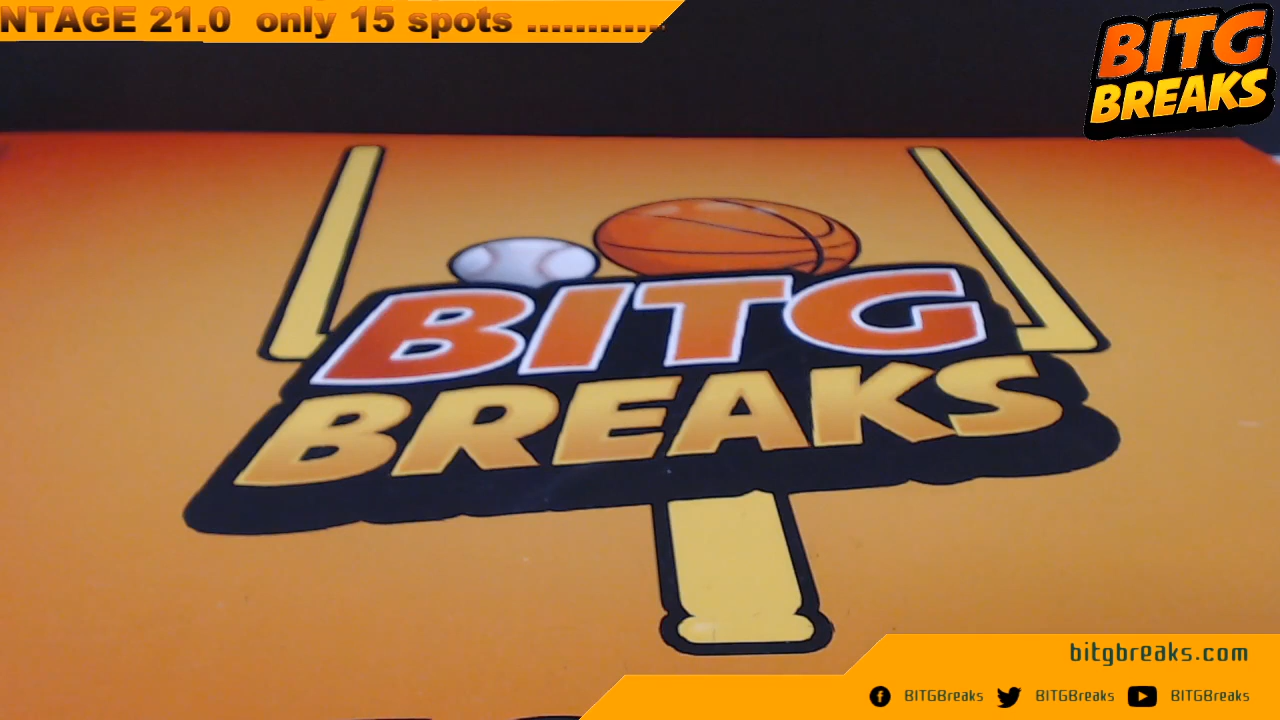 NTAGE 21.0 only 15 spots ............
BITG
BREAKS
BITG
BREAKS
bitgbreaks.com
BITGBreaks BITGBreaks BITGBreaks